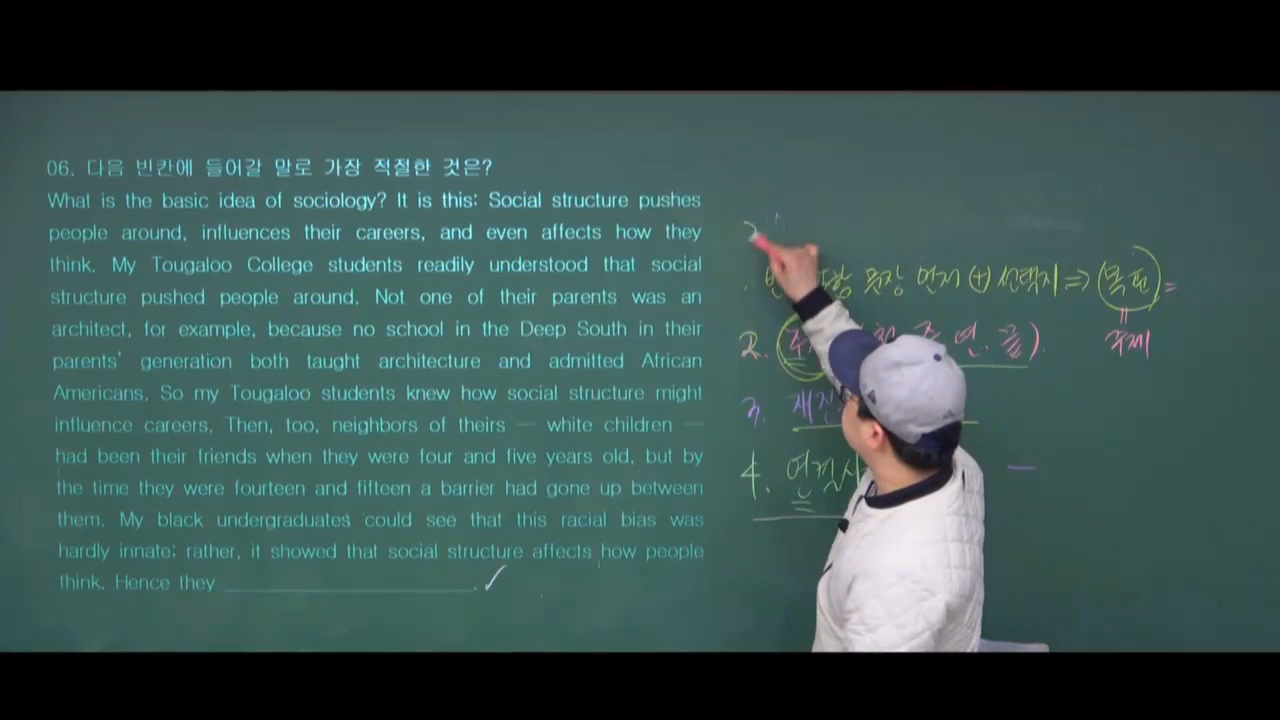 06. 다음 빈칸에 들어갈 말로 가장 적절한 것은?
What is the basic idea of sociology? It is this: Social structure pushes
people around, influences their careers, and even affects how they
think. My Tougaloo College students readily understood that social
structure pushed people around. Not one of their parents was an
architect, for example, because no school in the Deep South in their
parents' generation both taught architecture and admitted African
Americans. So my Tougaloo students knew how social structure might
influence careers. Then, too, neighbors of theirs — white children —
had been their friends when they were four and five years old, but by
the time they were fourteen and fifteen a barrier had gone up between
them. My black undergraduates could see that this racial bias was
hardly innate; rather, it showed that social structure affects how people
think. Hence they ____________.
문장 먼저 + 선택지 ⇒
2.
주제
3.
4. 연결사